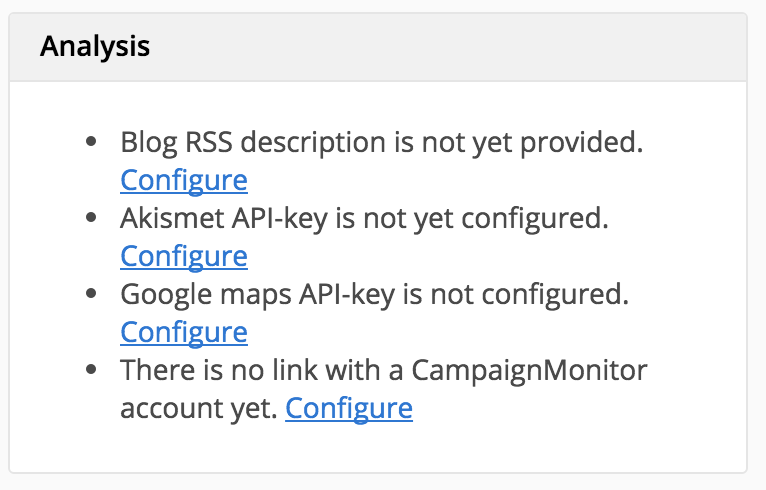 Analysis
• Blog RSS description is not yet provided.
Configure
• Akismet API-key is not yet configured.
Configure
• Google maps API-key is not configured.
Configure
• There is no link with a CampaignMonitor
account yet. Configure